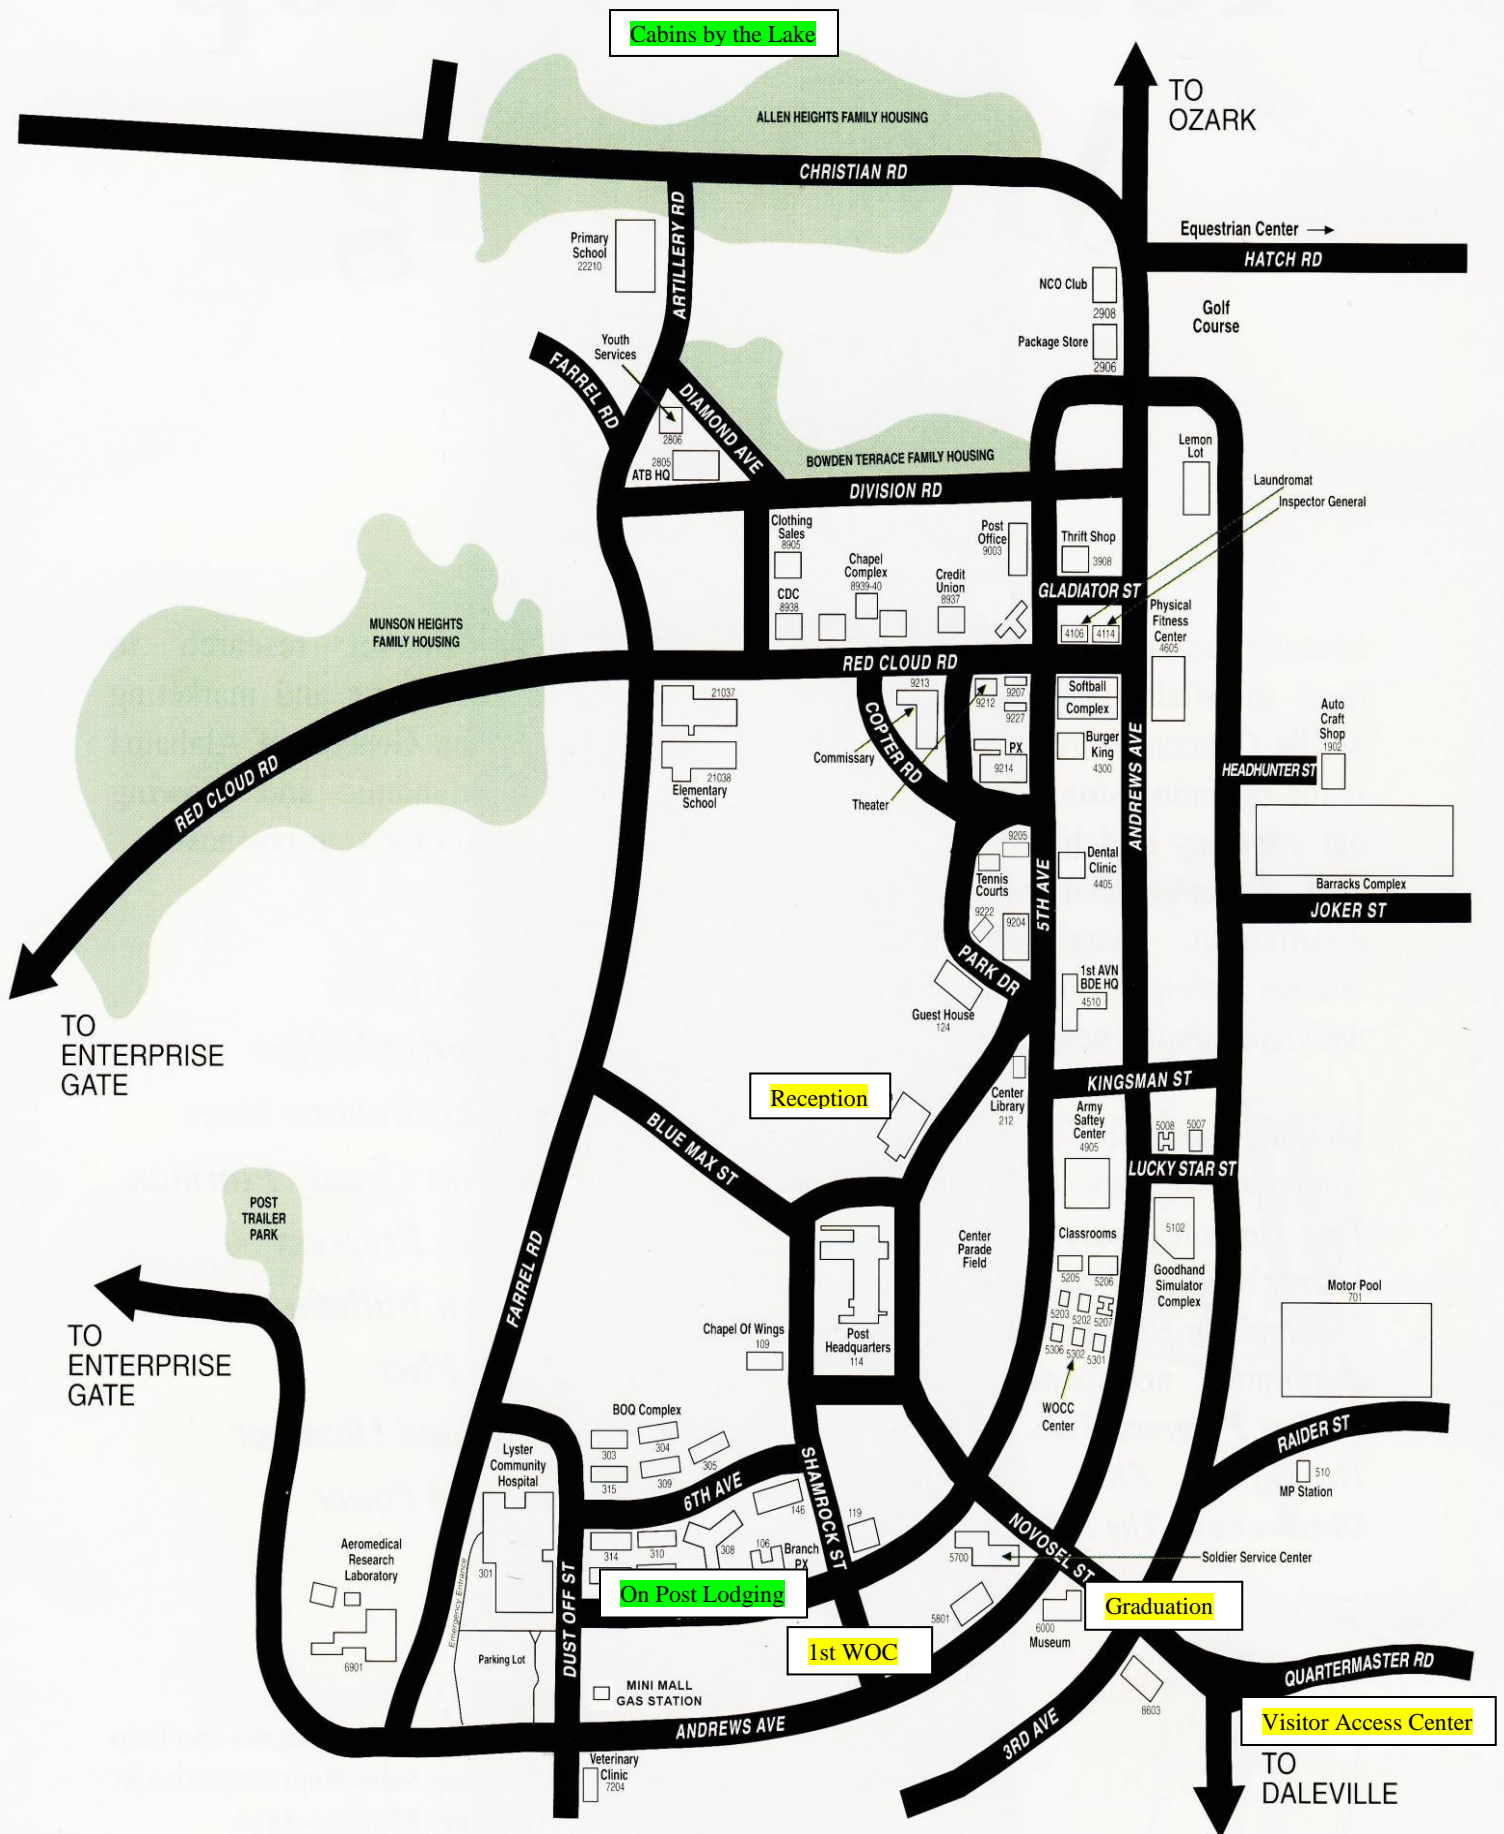 Cabins by the Lake
ALLEN HEIGHTS FAMILY HOUSING
TO
OZARK
CHRISTIAN RD
ARTILLERY RD
Primary
School
22210
Equestrian Center
HATCH RD
NCO Club
2908
Golf
Course
Package Store
2906
Youth
Services
FARREL RD
DIAMOND AVE
2806
2805
ATB HQ
BOWDEN TERRACE FAMILY HOUSING
DIVISION RD
Lemon
Lot
Laundromat
Inspector General
Clothing
Sales
8905
Post
Office
9003
Thrift Shop
3908
Chapel
Complex
8939-40
Credit
Union
8937
CDC
8938
GLADIATOR ST
4106
4114
Physical
Fitness
Center
4605
MUNSON HEIGHTS
FAMILY HOUSING
RED CLOUD RD
RED CLOUD RD
21037
21038
Elementary
School
9213
COPTER RD
Commissary
Theater
9212
9207
9227
PX
9214
Softball
Complex
Burger
King
4300
ANDREWS AVE
Auto
Craft
Shop
1902
HEADHUNTER ST
Barracks Complex
JOKER ST
9205
Tennis
Courts
9222
9204
5TH AVE
Dental
Clinic
4405
PARK DR
Guest House
124
1st AVN
BDE HQ
4510
TO
ENTERPRISE
GATE
KINGSMAN ST
Center
Library
212
Reception
BLUE MAX ST
Army
Saftey
Center
4905
5008
5007
LUCKY STAR ST
POST
TRAILER
PARK
Center
Parade
Field
Classrooms
5205
5206
5203
5202
5207
5306
5302
5301
WOCC
Center
5102
Goodhand
Simulator
Complex
Motor Pool
701
TO
ENTERPRISE
GATE
FARREL RD
Chapel Of Wings
109
Post
Headquarters
114
RAIDER ST
510
MP Station
BOQ Complex
303
304
305
315
309
6TH AVE
146
SHAMROCK ST
119
Lyster
Community
Hospital
301
Emergency Entrance
Parking Lot
314
310
308
106
Branch
PX
NOVOSEL ST
5700
Soldier Service Center
Aeromedical
Research
Laboratory
6901
DUST OFF ST
On Post Lodging
5801
6000
Museum
Graduation
1st WOC
QUARTERMASTER RD
MINI MALL
GAS STATION
ANDREWS AVE
3RD AVE
8603
Visitor Access Center
Veterinary
Clinic
7204
TO
DALEVILLE